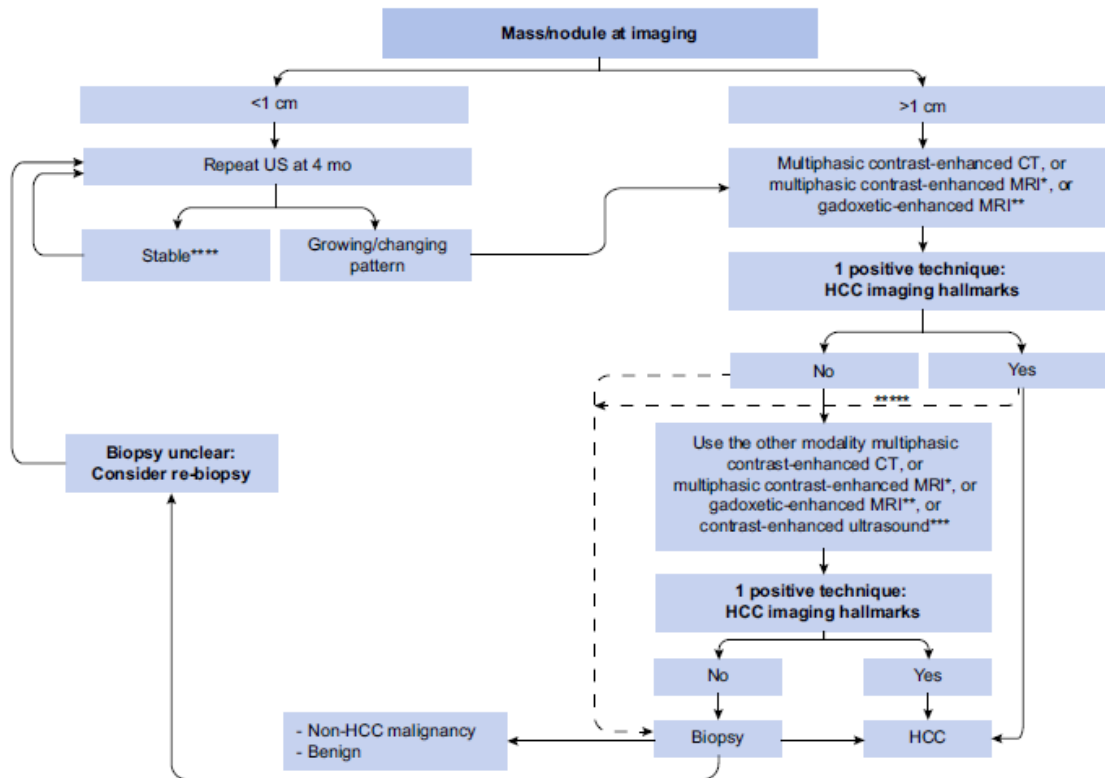 Mass/nodule at imaging
<1 cm
>1 cm
Repeat US at 4 mo
Multiphasic contrast-enhanced CT, or
multiphasic contrast-enhanced MRI*, or
gadoxetic-enhanced MRI**
Stable****
Growing/changing
pattern
1 positive technique:
HCC imaging hallmarks
No
Yes
*****
Use the other modality multiphasic
contrast-enhanced CT, or
multiphasic contrast-enhanced MRI*, or
gadoxetic-enhanced MRI**, or
contrast-enhanced ultrasound***
Biopsy unclear:
Consider re-biopsy
1 positive technique:
HCC imaging hallmarks
No
Yes
- Non-HCC malignancy
- Benign
Biopsy
HCC